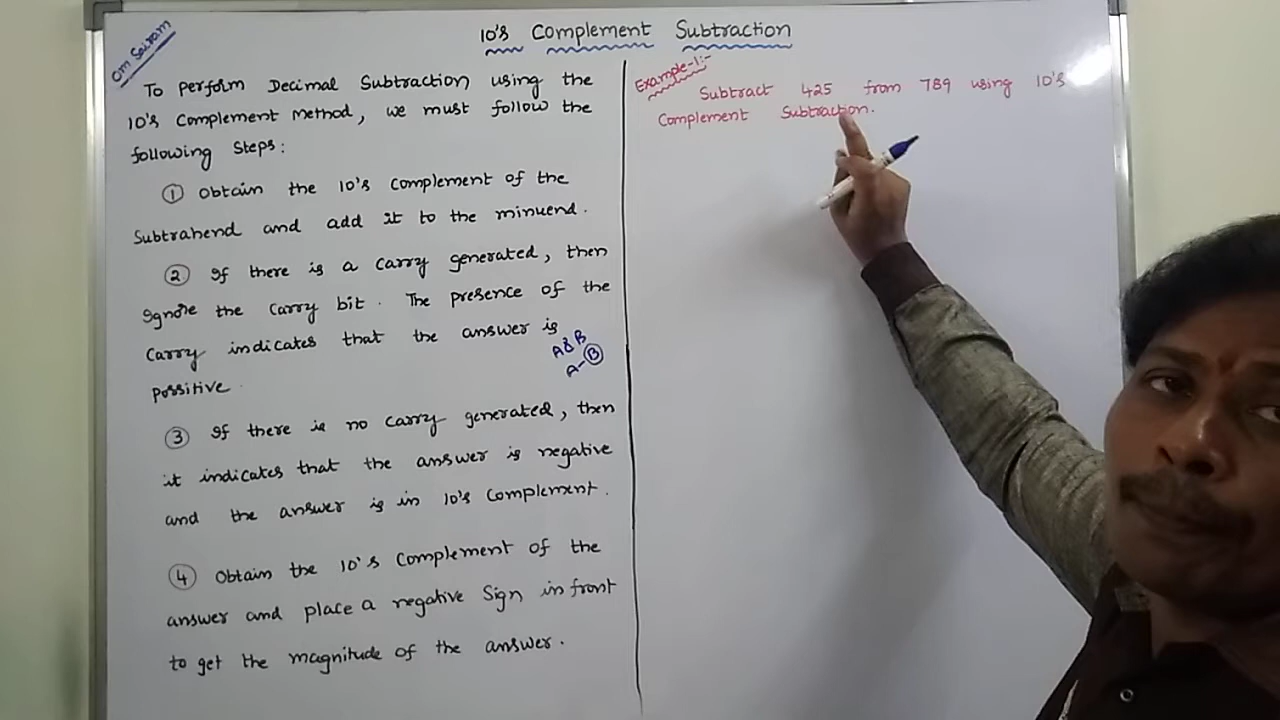 Om Sairam
10's Complement Subtraction
To perform Decimal Subtraction using the
10's Complement Method, we must follow the
following Steps:
① Obtain the 10's complement of the
Subtrahend and add it to the minuend.
② If there is a carry generated, then
Ignore the carry bit. The presence of the
Carry indicates that the answer is
Possitive.
A & B
A-B
③ If there is no carry generated, then
it indicates that the answer is negative
and the answer is in 10's complement.
④ Obtain the 10's Complement of the
answer and place a negative Sign in front
to get the magnitude of the answer.
Example-1:-
Subtract 425 from 789 using 10's
Complement Subtraction.